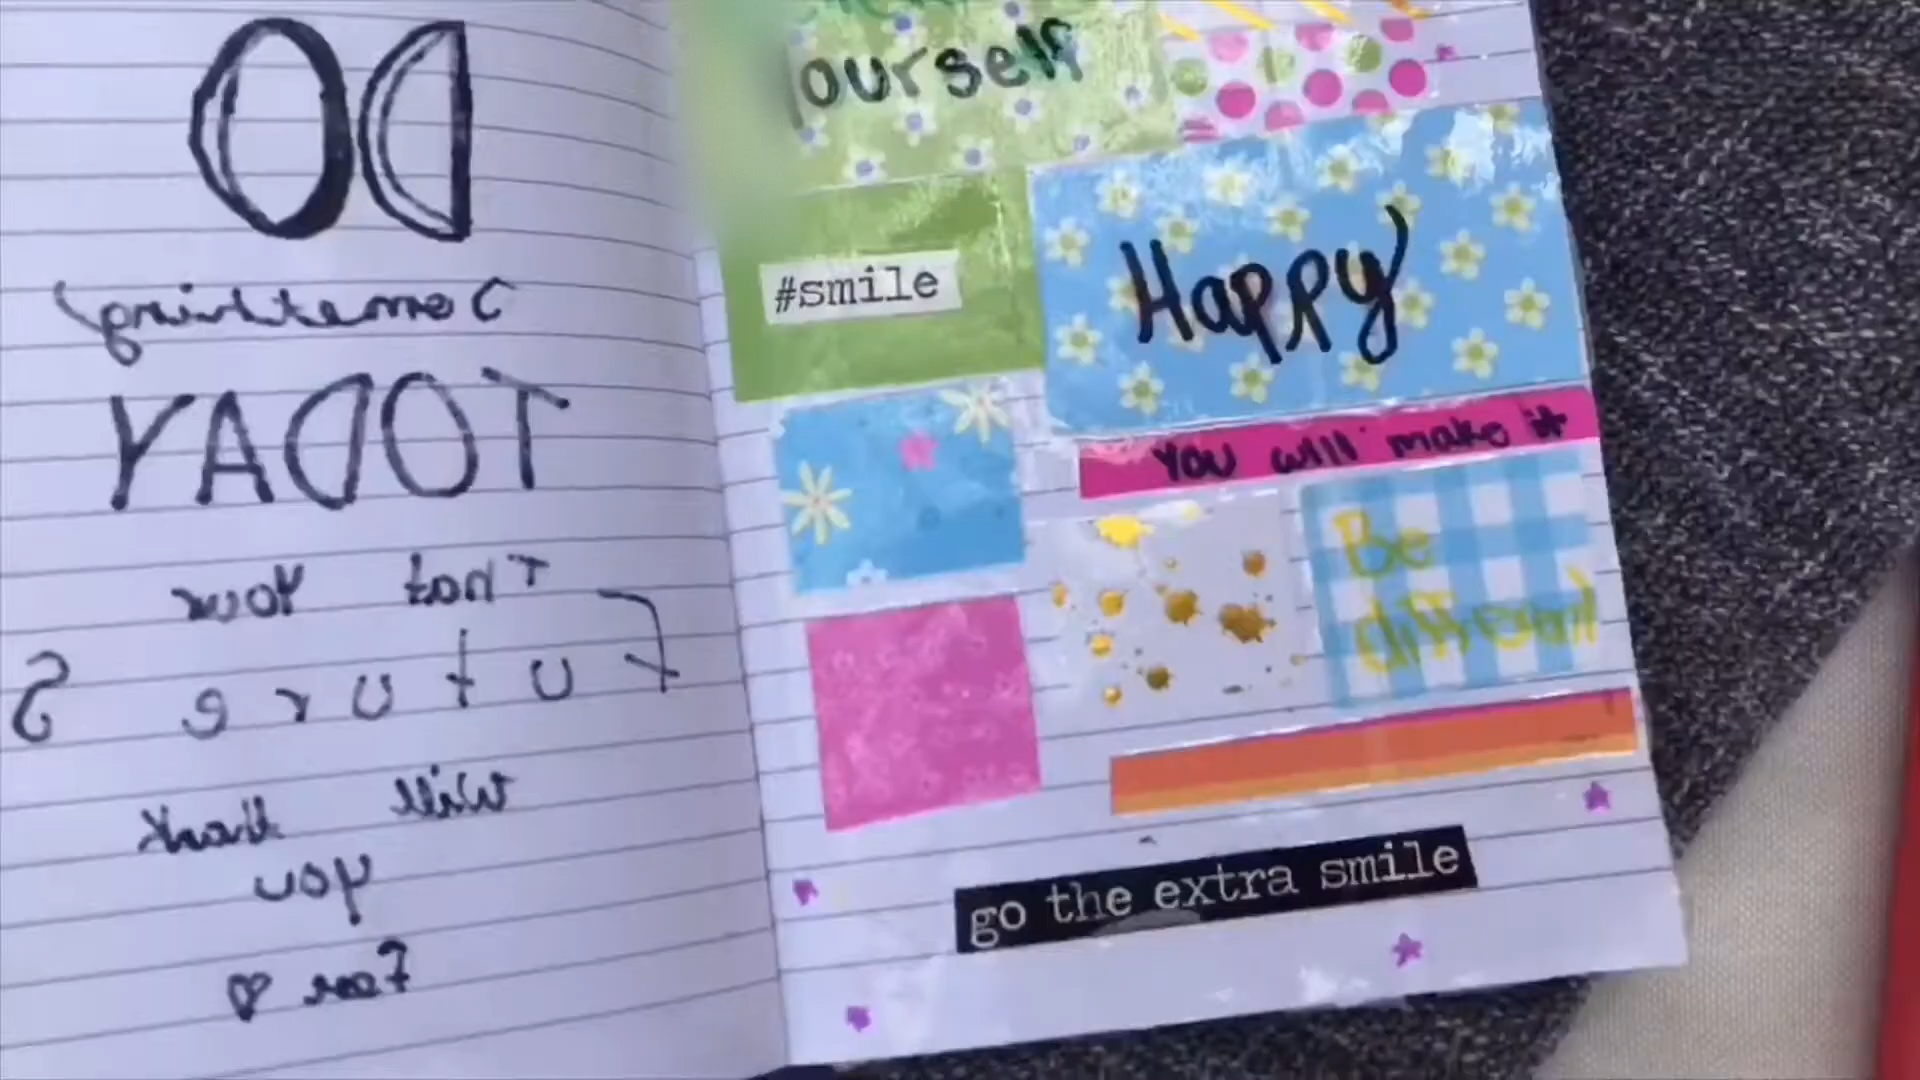 DO
Something
TODAY
That Your
Future S
Will thank
you
For
yourself
#smile
Happy
You will make it
Be
different
go the extra smile